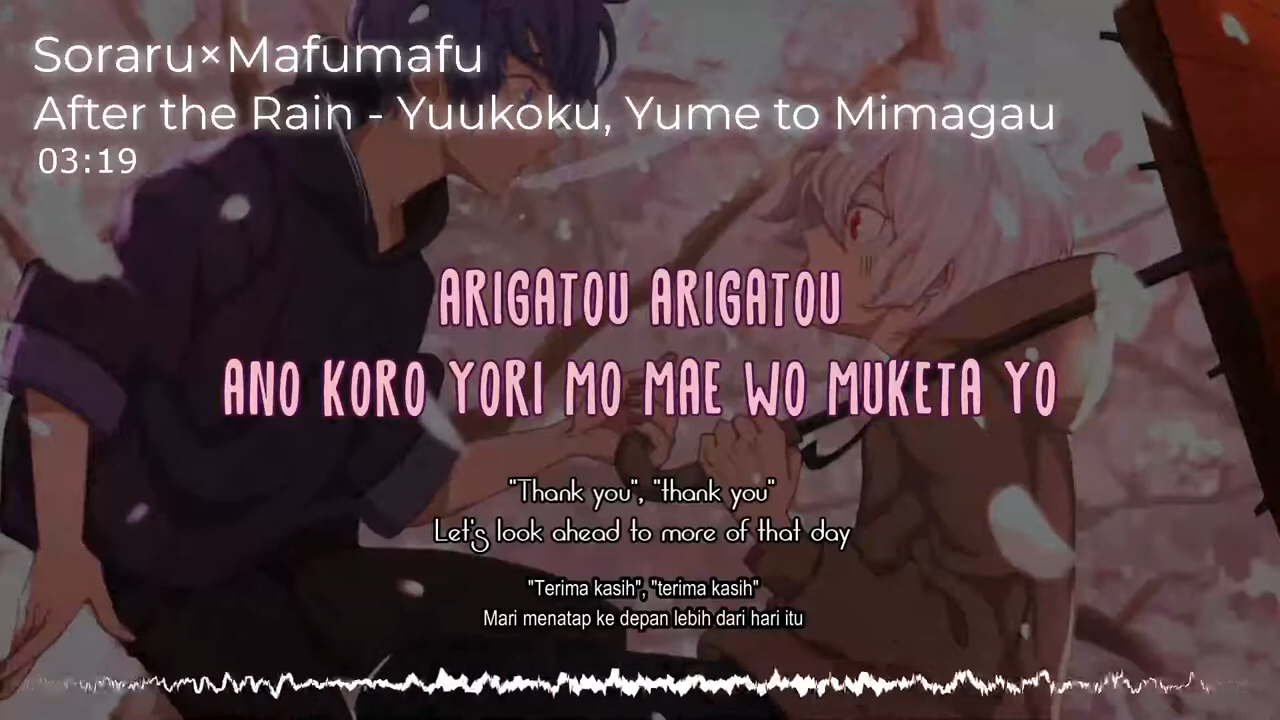 Soraru×Mafumafu
After the Rain - Yuukoku, Yume to Mimagau
03:19
ARIGATOU ARIGATOU
ANO KORO YORI MO MAE WO MUKETA YO
"Thank you", "thank you"
Let's look ahead to more of that day
"Terima kasih", "terima kasih"
Mari menatap ke depan lebih dari hari itu